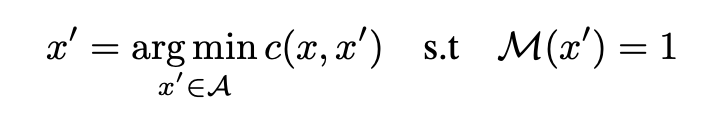 x′ = arg min c(x, x′) s.t ℳ(x′) = 1
x′∈𝒜